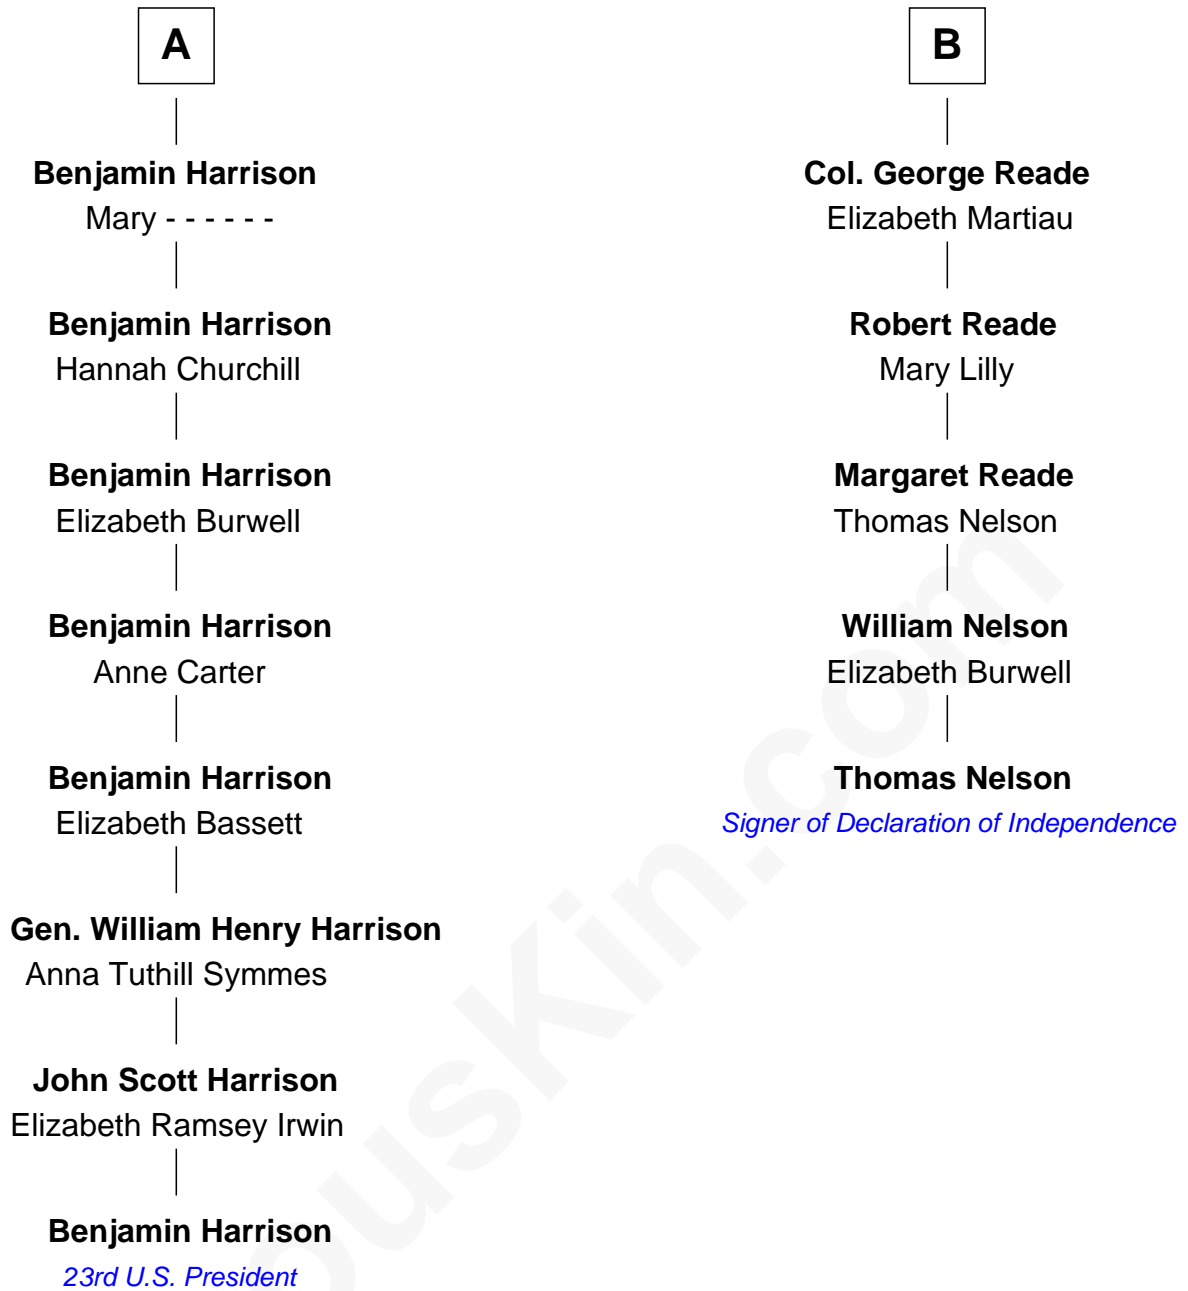 A
Benjamin Harrison
Mary - - - - - -
Benjamin Harrison
Hannah Churchill
Benjamin Harrison
Elizabeth Burwell
Benjamin Harrison
Anne Carter
Benjamin Harrison
Elizabeth Bassett
Gen. William Henry Harrison
Anna Tuthill Symmes
John Scott Harrison
Elizabeth Ramsey Irwin
Benjamin Harrison
23rd U.S. President
B
Col. George Reade
Elizabeth Martiau
Robert Reade
Mary Lilly
Margaret Reade
Thomas Nelson
William Nelson
Elizabeth Burwell
Thomas Nelson
Signer of Declaration of Independence
ousKin.com